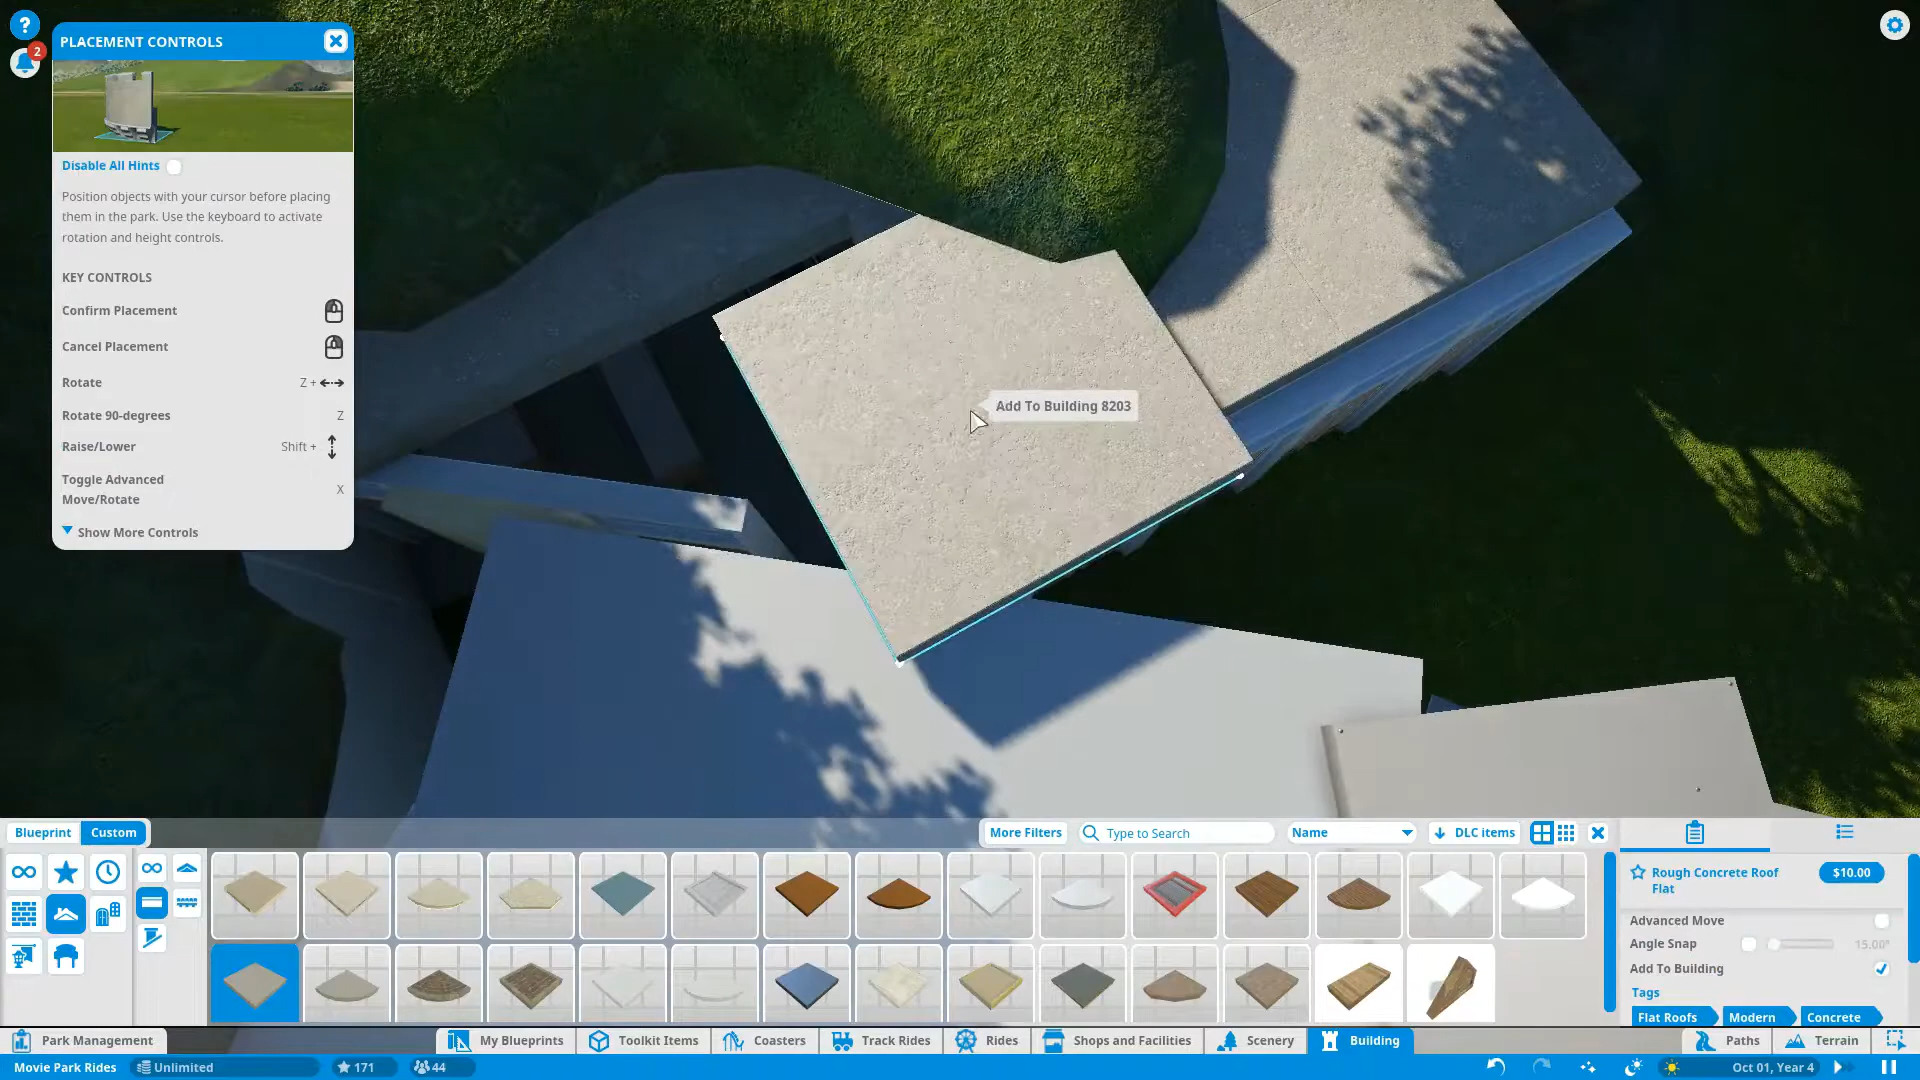 ?
2
PLACEMENT CONTROLS
Disable All Hints
Position objects with your cursor before placing
them in the park. Use the keyboard to activate
rotation and height controls.
KEY CONTROLS
Confirm Placement
Cancel Placement
Rotate Z +
Rotate 90-degrees Z
Raise/Lower Shift +
Toggle Advanced
Move/Rotate X
Show More Controls
Add To Building 8203
Blueprint Custom
More Filters Type to Search Name DLC items
Rough Concrete Roof
Flat
$10.00
Advanced Move
Angle Snap 15.00°
Add To Building
Tags
Flat Roofs Modern Concrete
Park Management My Blueprints Toolkit Items Coasters Track Rides Rides Shops and Facilities Scenery Building Paths Terrain
Movie Park Rides Unlimited 171 44 Oct 01, Year 4